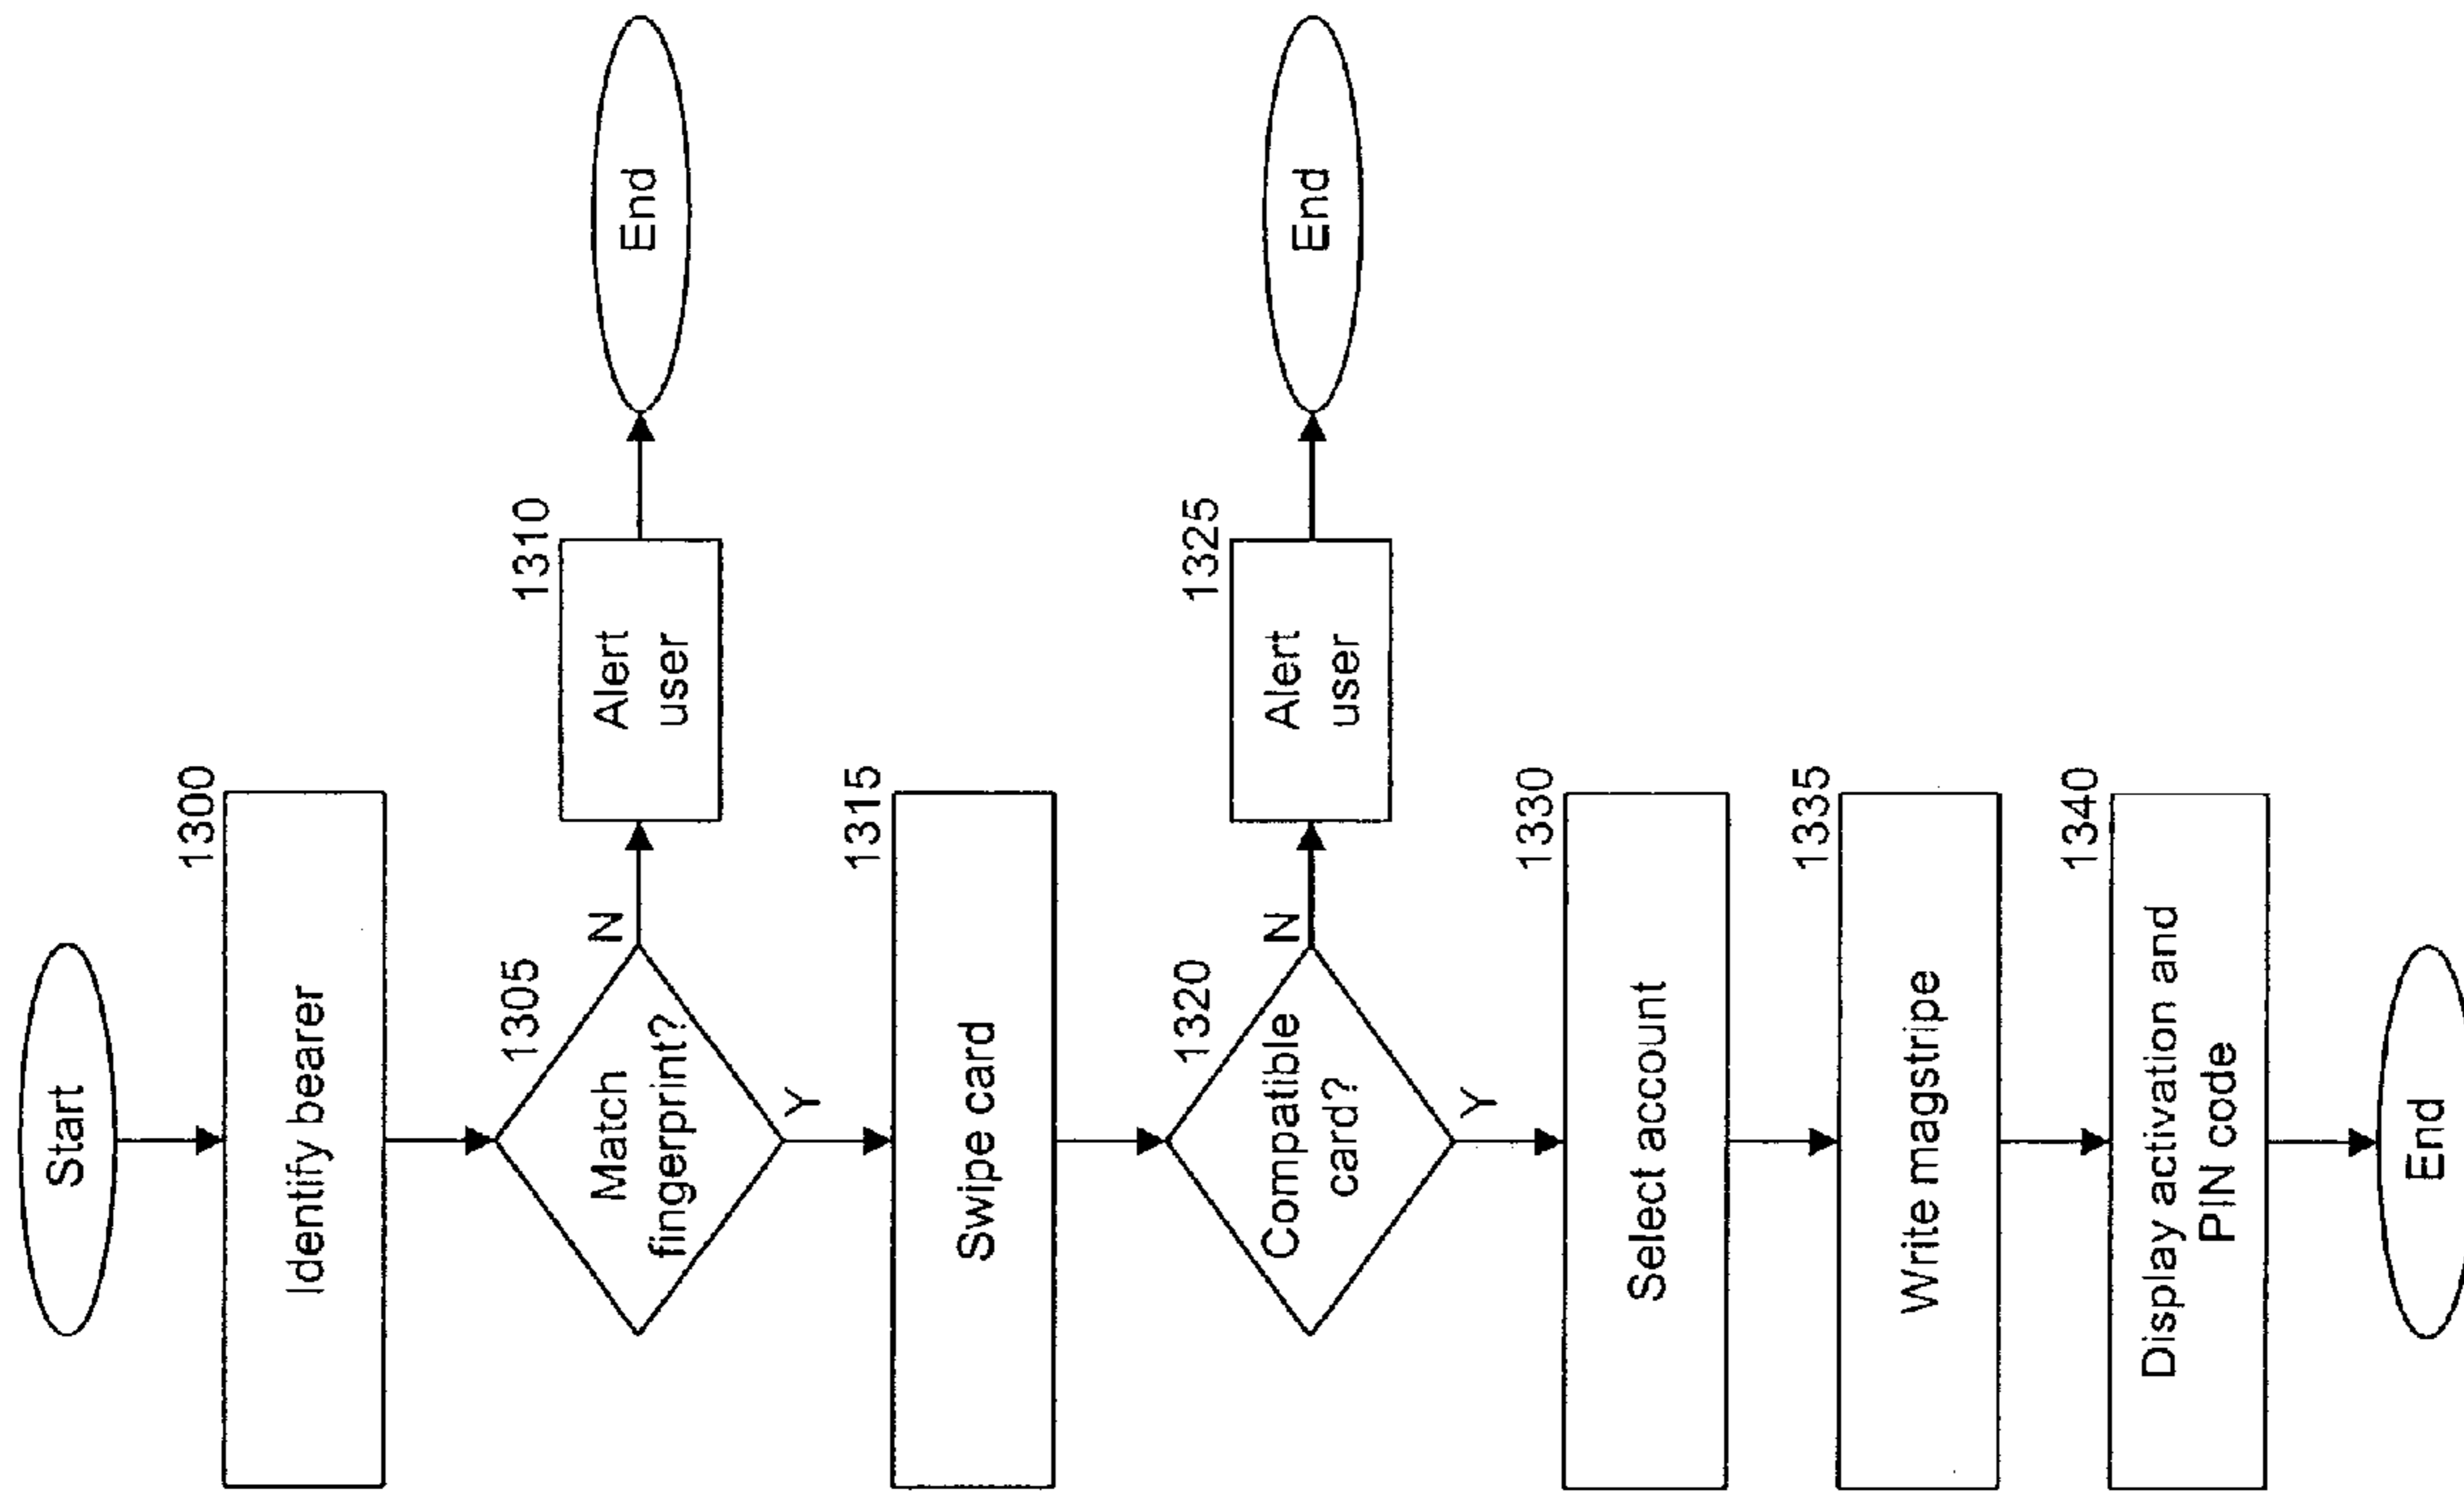 Start
1300
Identify bearer
1305
Match
fingerprint?
N
1310
Alert
user
End
Y
1315
Swipe card
1320
Compatible
card?
N
1325
Alert
user
End
Y
1330
Select account
1335
Write magstripe
1340
Display activation and
PIN code
End